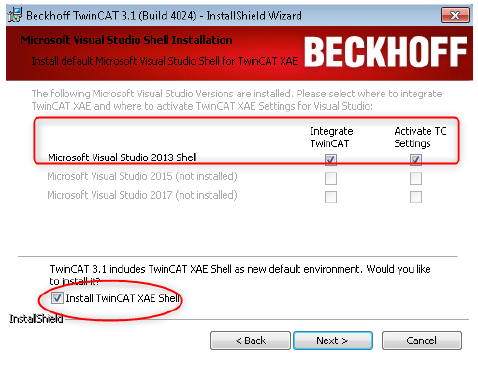 Beckhoff TwinCAT 3.1 (Build 4024) - InstallShield Wizard
Microsoft Visual Studio Shell Installation
Install default Microsoft Visual Studio Shell for TwinCAT XAE
BECKHOFF
The following Microsoft Visual Studio Versions are installed. Please select where to integrate
TwinCAT XAE and where to activate TwinCAT XAE Settings for Visual Studio:
Integrate TwinCAT
Activate TC Settings
Microsoft Visual Studio 2013 Shell
Microsoft Visual Studio 2015 (not installed)
Microsoft Visual Studio 2017 (not installed)
TwinCAT 3.1 includes TwinCAT XAE Shell as new default environment. Would you like
to install it?
Install TwinCAT XAE Shell
InstallShield
< Back
Next >
Cancel